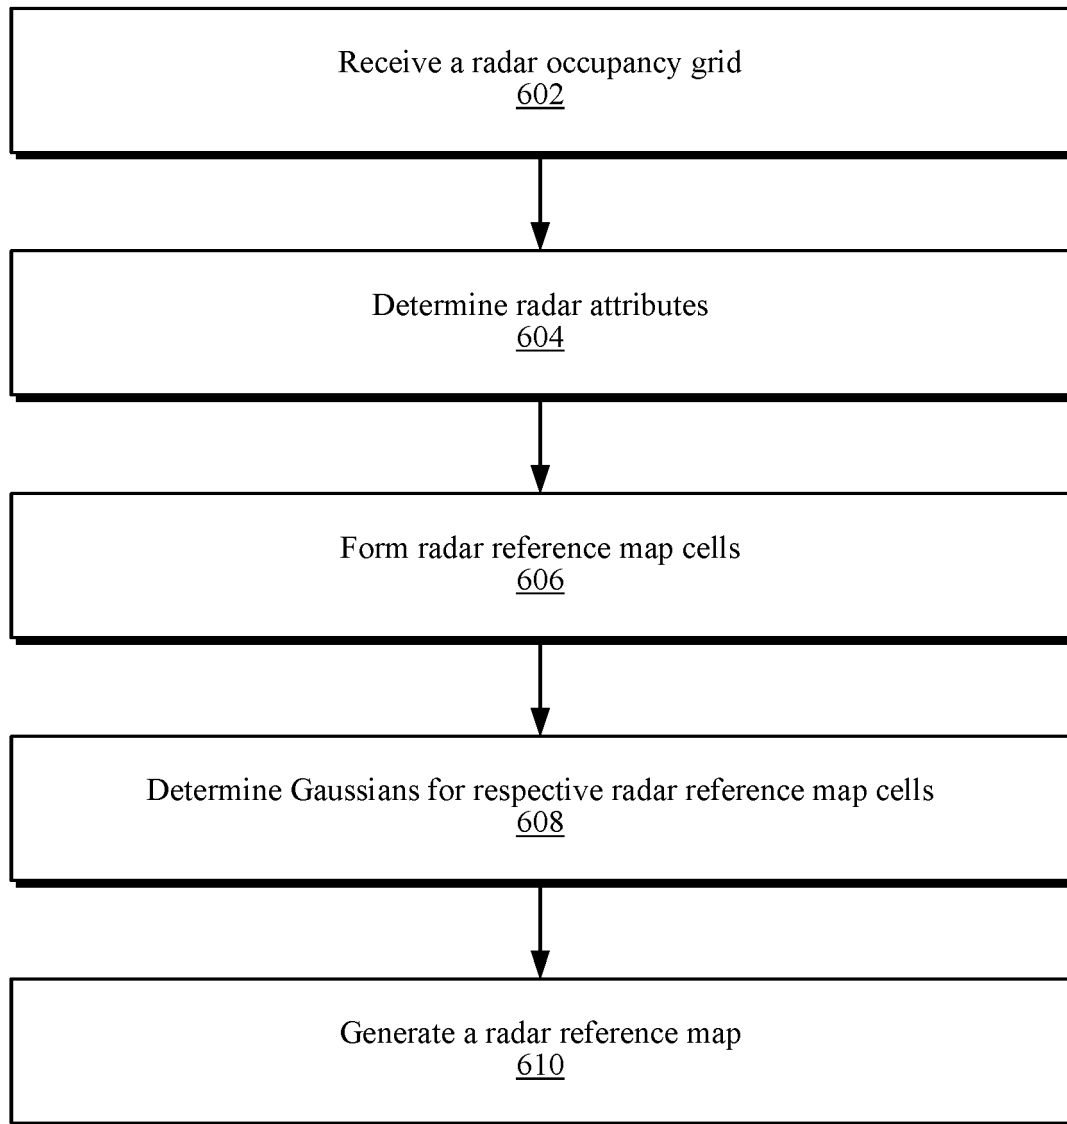 Receive a radar occupancy grid
602
Determine radar attributes
604
Form radar reference map cells
606
Determine Gaussians for respective radar reference map cells
608
Generate a radar reference map
610